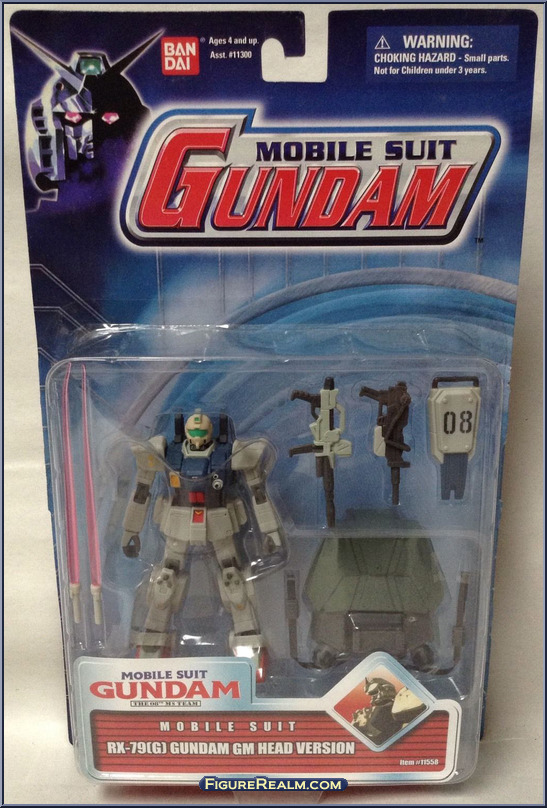 BAN
DAI
Ages 4 and up.
Asst. #11300
WARNING:
CHOKING HAZARD - Small parts.
Not for Children under 3 years.
MOBILE SUIT
GUNDAM
TM
08
MOBILE SUIT
GUNDAM
THE 08TH MS TEAM
MOBILE SUIT
RX-79(G) GUNDAM GM HEAD VERSION
Item #11558
FIGUREREALM.COM